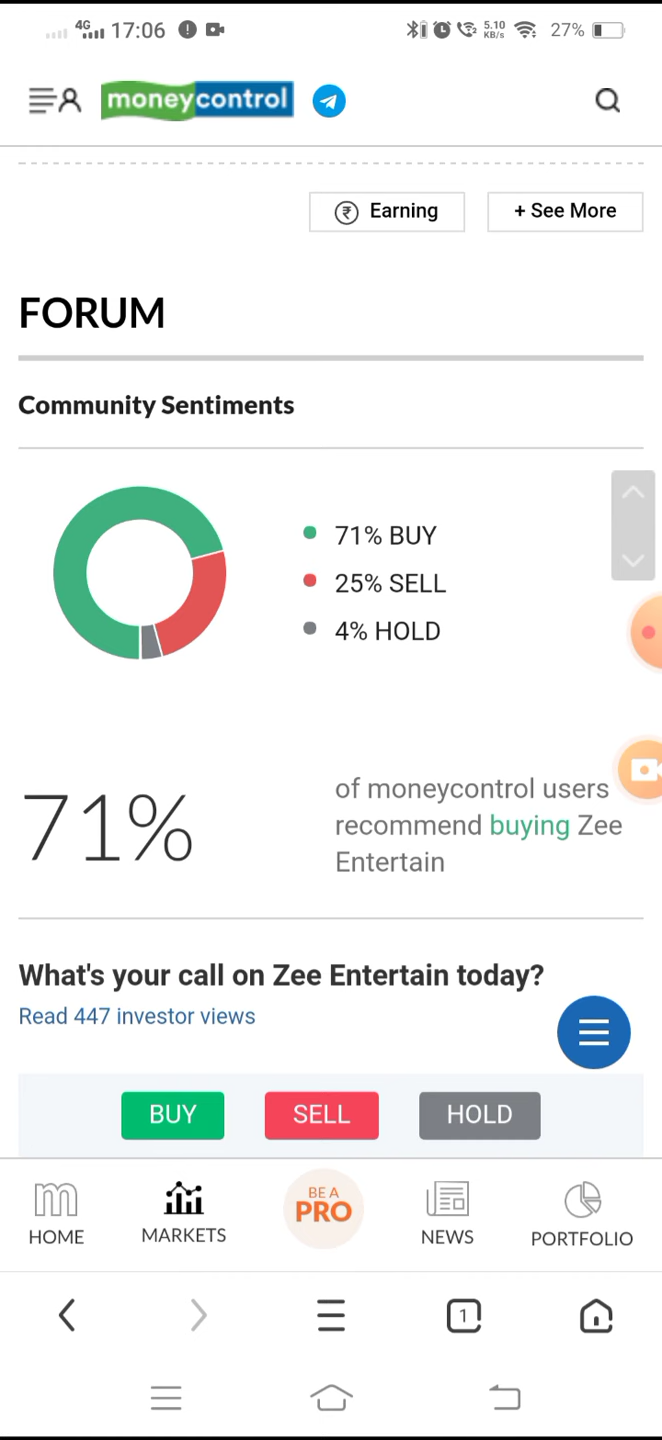 4G 17:06 5.10 KB/s 27%
moneycontrol
₹ Earning + See More
FORUM
Community Sentiments
71% BUY
25% SELL
4% HOLD
71%
of moneycontrol users
recommend buying Zee
Entertain
What's your call on Zee Entertain today?
Read 447 investor views
BUY SELL HOLD
BE A
PRO
HOME MARKETS NEWS PORTFOLIO
1